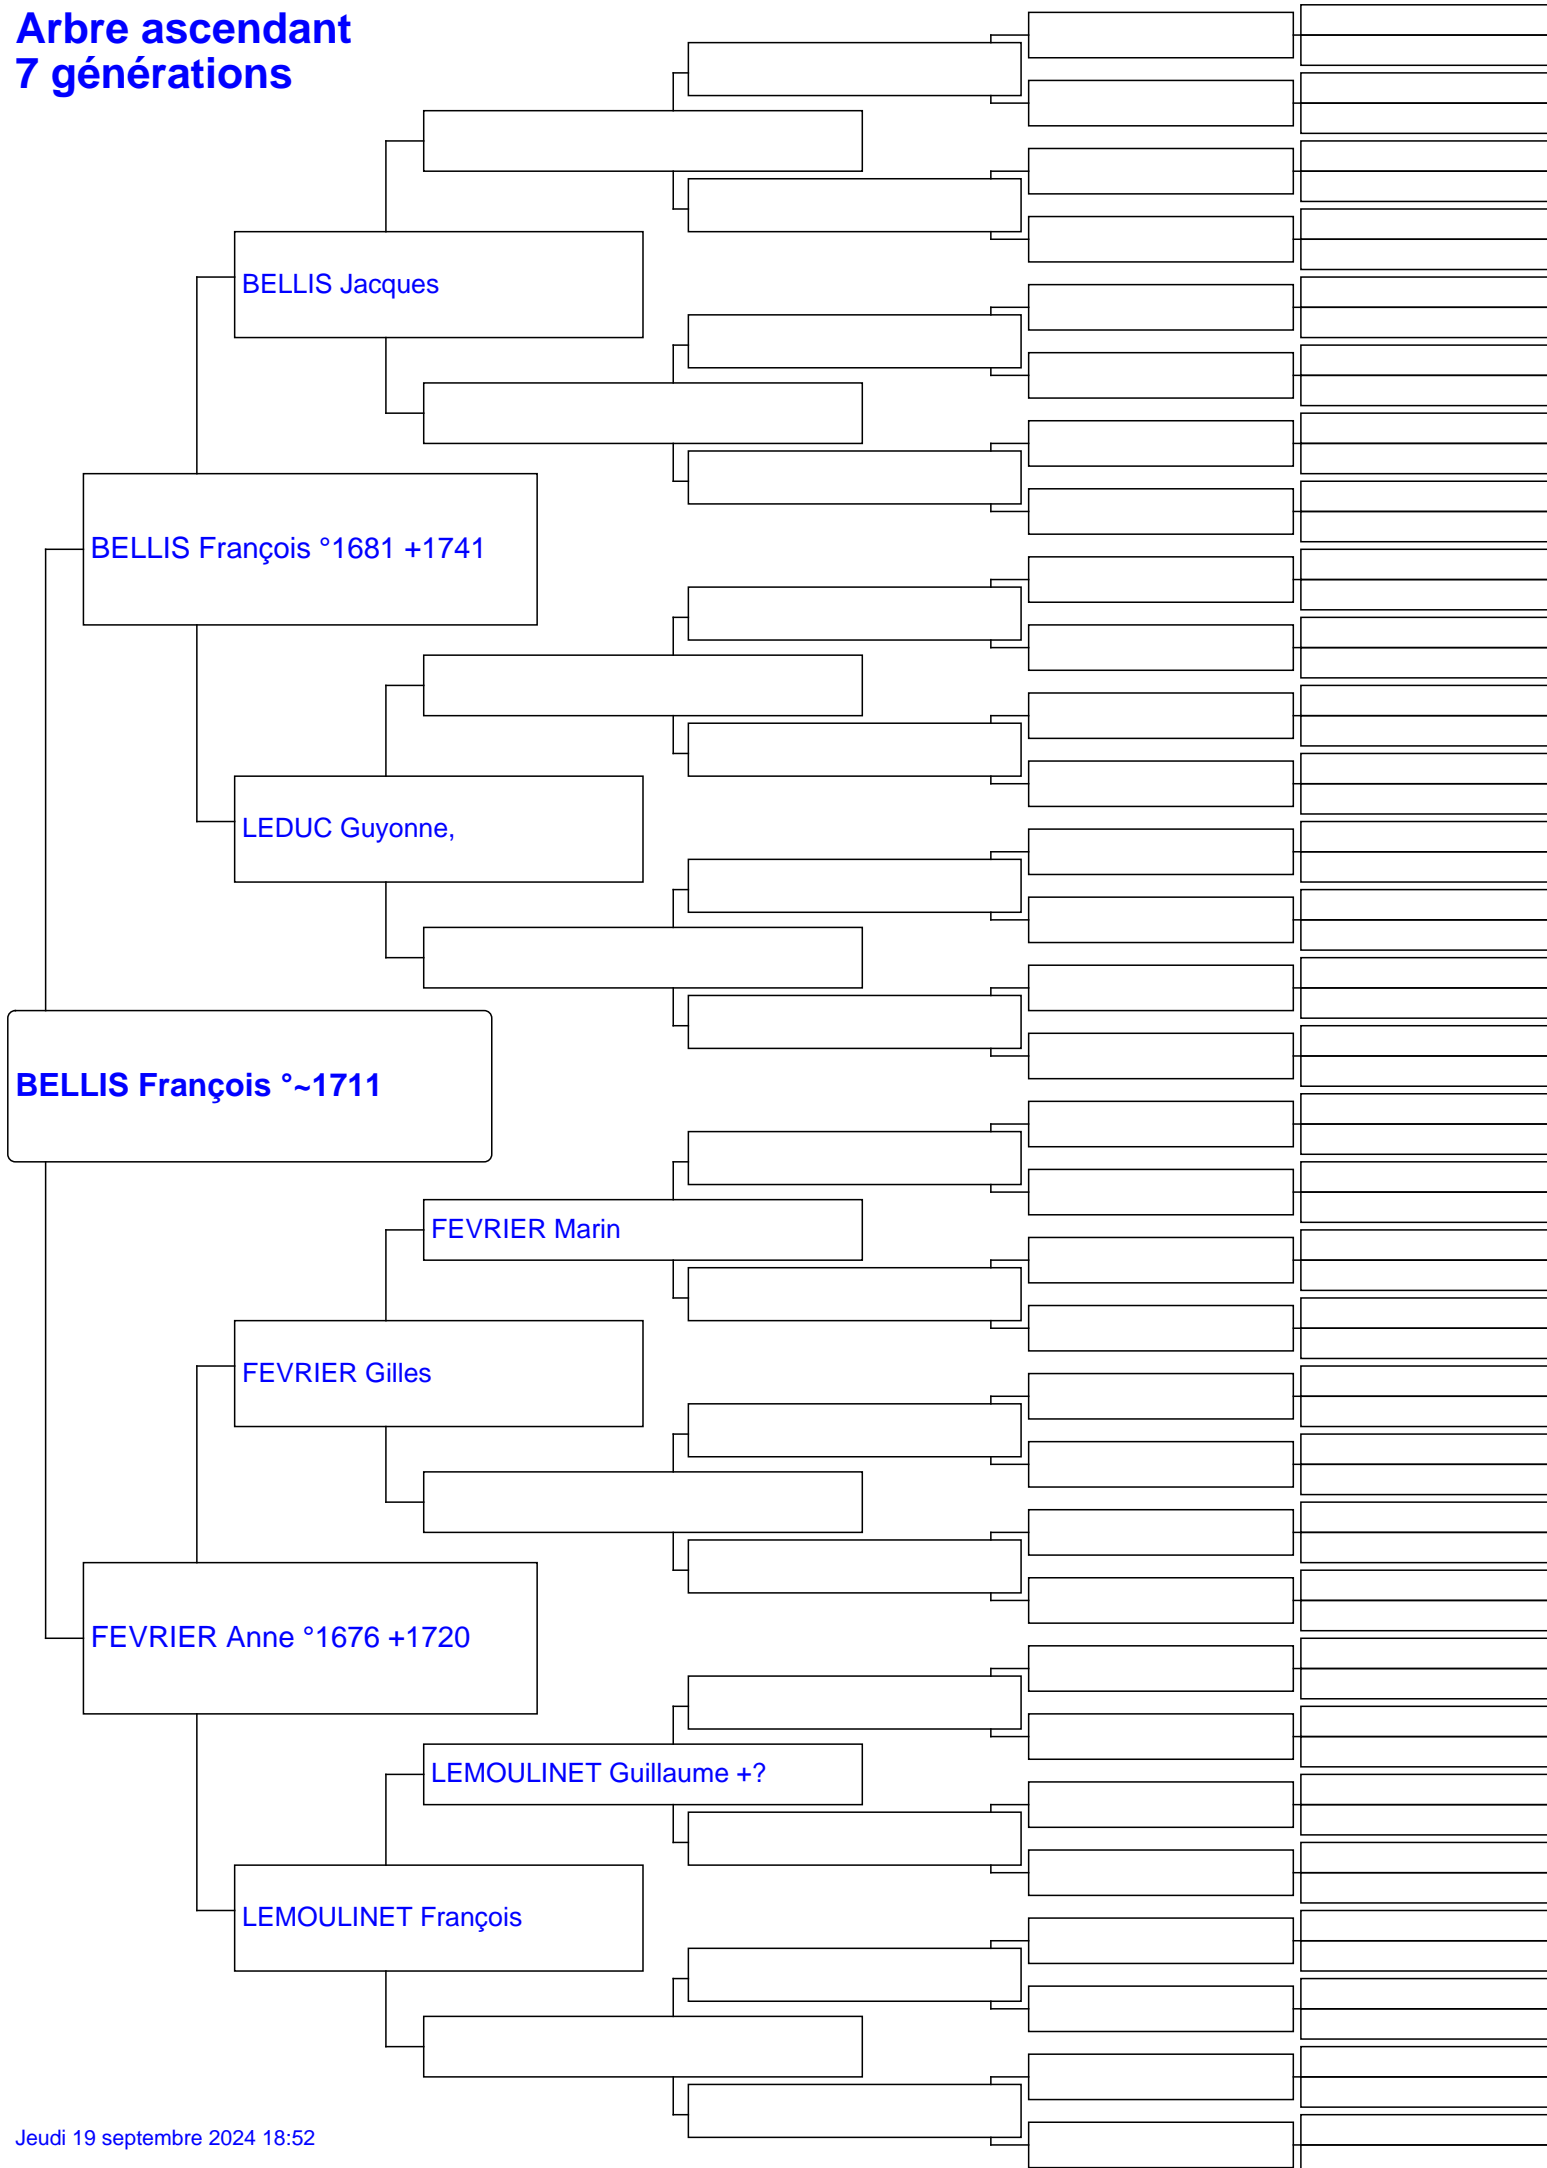 Arbre ascendant
7 générations
BELLIS Jacques
BELLIS François °1681 +1741
LEDUC Guyonne,
BELLIS François °~1711
FEVRIER Marin
FEVRIER Gilles
FEVRIER Anne °1676 +1720
LEMOULINET Guillaume +?
LEMOULINET François
Jeudi 19 septembre 2024 18:52